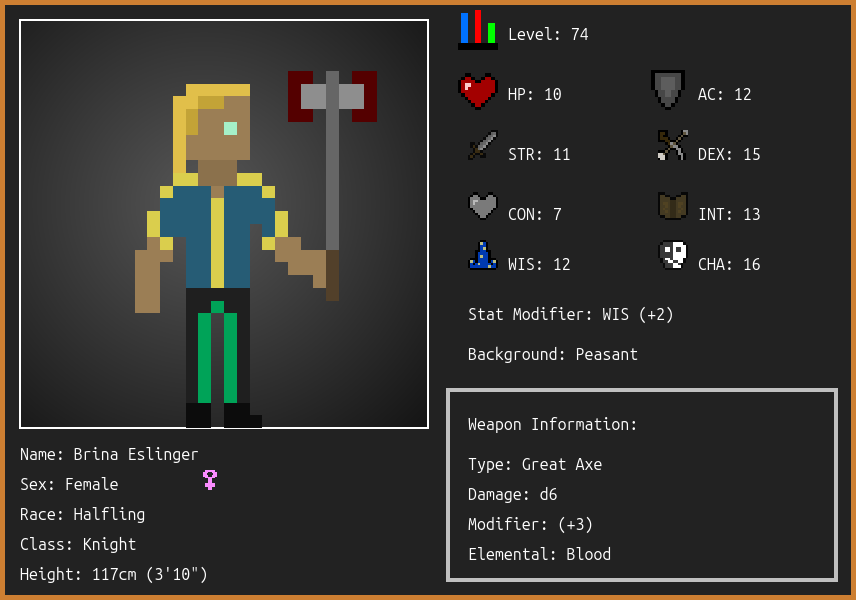 Level: 74
HP: 10
AC: 12
STR: 11
DEX: 15
CON: 7
INT: 13
WIS: 12
CHA: 16
Stat Modifier: WIS (+2)
Background: Peasant
Weapon Information:
Type: Great Axe
Damage: d6
Modifier: (+3)
Elemental: Blood
Name: Brina Eslinger
Sex: Female
Race: Halfling
Class: Knight
Height: 117cm (3'10")